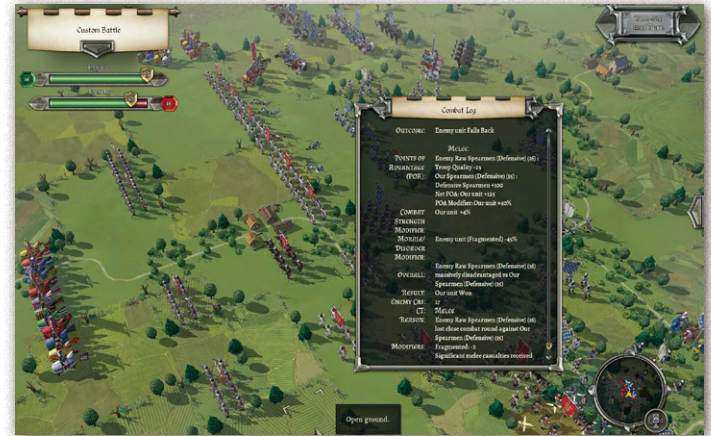 Custom Battle
Combat Log
Outcome: Enemy unit Falls Back
Melee
Points of Enemy Raw Spearmen (Defensive) (16) :
Advantage Troop Quality -25
(POA): Our Spearmen (Defensive) (15) :
Defensive Spearmen +100
Net POA: Our unit +125
POA Modifier: Our unit +40%
Combat Our unit +4%
Strength
Modifier
Morale/ Enemy unit (Fragmented) -45%
Disorder
Modifier
Enemy Raw Spearmen (Defensive) (16)
Overall: massively disadvantaged vs Our
Spearmen (Defensive) (15)
Result: Our unit Won
Enemy Cas: 17
CT: Melee
Reason: Enemy Raw Spearmen (Defensive) (16)
lost close combat round against Our
Spearmen (Defensive) (15)
Modifiers: Fragmented: -2
Significant melee casualties received
Open ground.